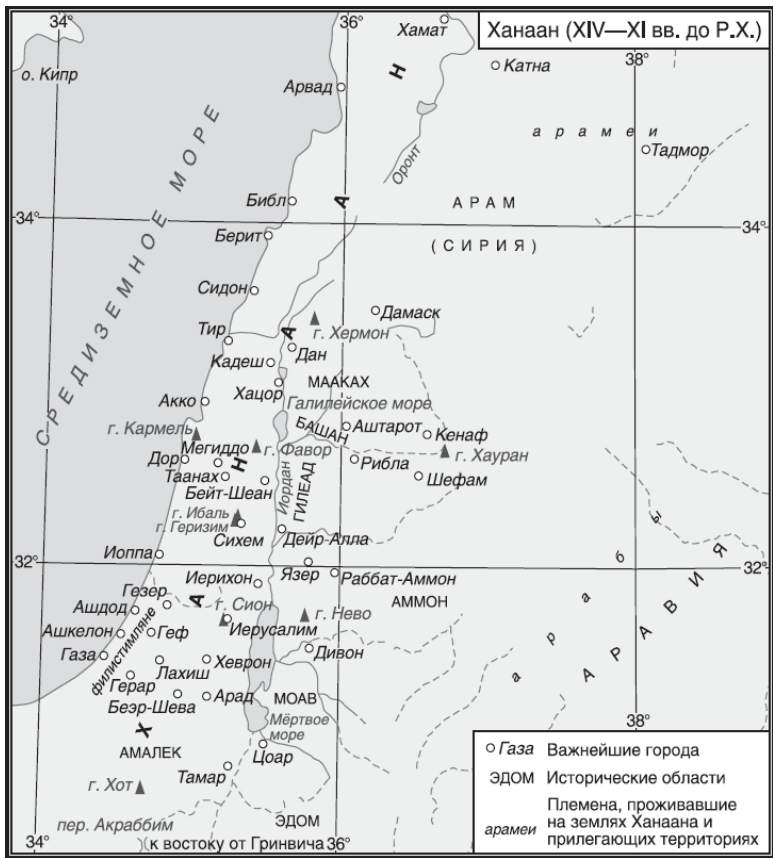 34°
36°
Ханаан (XIV—XI вв. до Р.Х.)
38°
Хамат
о. Кипр
Катна
Н
Арвад
арамеи
Тадмор
Оронт
СРЕДИЗЕМНОЕ МОРЕ
Библ
А
АРАМ
34°
34°
Берит
(СИРИЯ)
Сидон
Дамаск
Тир
А
г. Хермон
Кадеш
Дан
Хацор
МААКАХ
Акко
Галилейское море
г. Кармель
БАШАН
Аштарот
Кенаф
Мегиддо
г. Фавор
г. Хауран
Дор
Н
Рибла
Таанах
Шефам
Бейт-Шеан
Иордан
ГИЛЕАД
г. Ибаль
г. Геризим
Сихем
Дейр-Алла
Иоппа
32°
Язер
32°
Иерихон
Раббат-Аммон
арабы
АРАВИЯ
Гезер
А
г. Сион
г. Нево
АММОН
Ашдод
Иерусалим
Ашкелон
Геф
филистимляне
Газа
Хеврон
Дивон
Лахиш
Герар
Беэр-Шева
Арад
МОАВ
Х
Мёртвое
море
38°
АМАЛЕК
Цоар
Тамар
г. Хот
пер. Акраббим
ЭДОМ
34°
(к востоку от Гринвича
36°
Газа Важнейшие города
ЭДОМ Исторические области
арамеи Племена, проживавшие
на землях Ханаана и
прилегающих территориях